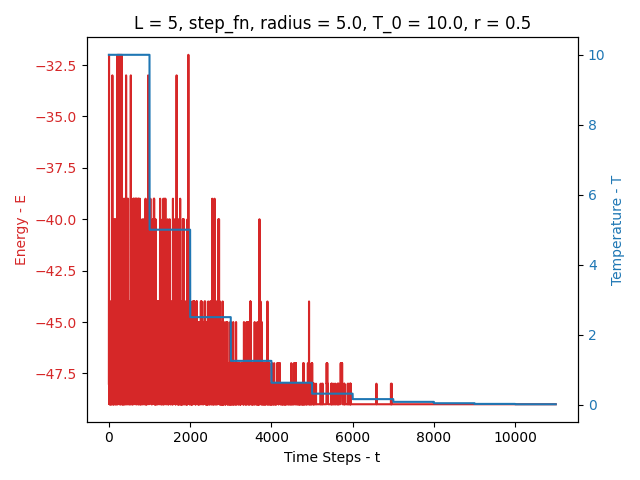 L = 5, step_fn, radius = 5.0, T_0 = 10.0, r = 0.5
Energy - E
−32.5
−35.0
−37.5
−40.0
−42.5
−45.0
−47.5
10
8
6
4
2
0
Temperature - T
0 2000 4000 6000 8000 10000
Time Steps - t